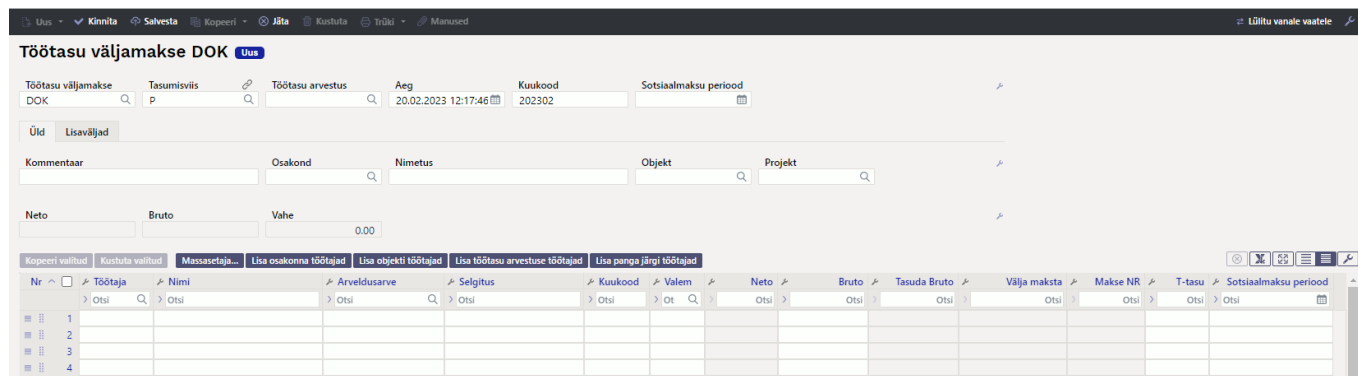 Uus Kinnita Salvesta Kopeeri Jäta Kustuta Trüki Manused Lülitu vanale vaatele
Töötasu väljamakse DOK Uus
Töötasu väljamakse Tasumisviis Töötasu arvestus Aeg Kuukood Sotsiaalmaksu periood
DOK P 20.02.2023 12:17:46 202302
Üld Lisaväljad
Kommentaar Osakond Nimetus Objekt Projekt
Neto Bruto Vahe
0.00
Kopeeri valitud Kustuta valitud Massasetaja... Lisa osakonna töötajad Lisa objekti töötajad Lisa töötasu arvestuse töötajad Lisa panga järgi töötajad
Nr Töötaja Nimi Arveldusarve Selgitus Kuukood Valem Neto Bruto Tasuda Bruto Välja maksta Makse NR T-tasu Sotsiaalmaksu periood
> Otsi > Otsi > Otsi > Otsi > Otsi > Ot > Otsi > Otsi > Otsi > Otsi > Otsi > Otsi > Otsi
1
2
3
4